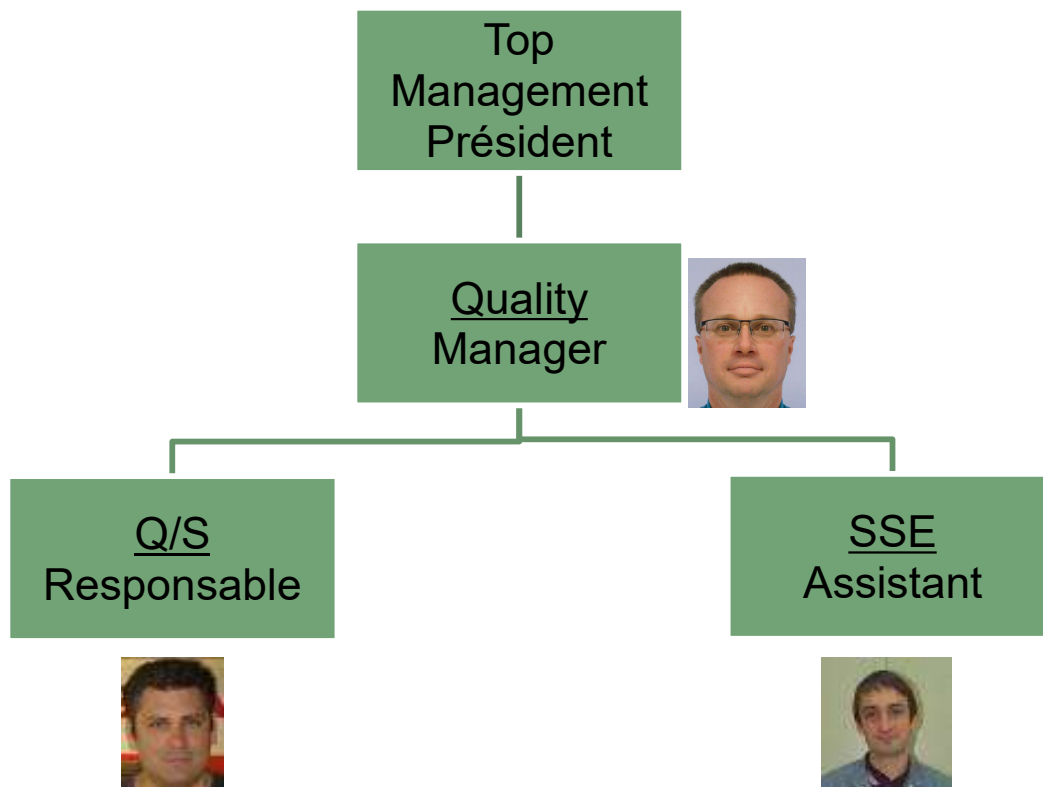 Top
Management
Président
Quality
Manager
Q/S
Responsable
SSE
Assistant